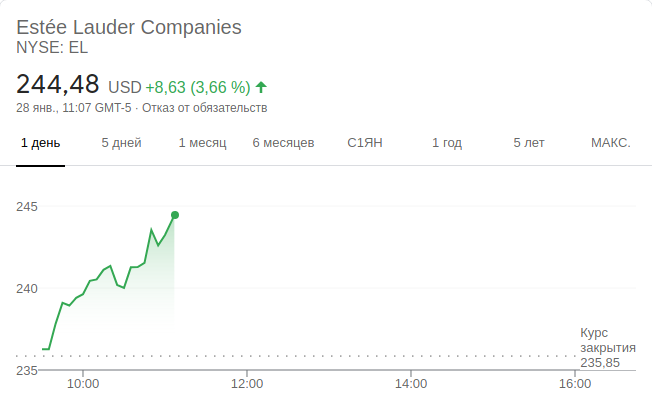 Estée Lauder Companies
NYSE: EL
244,48 USD +8,63 (3,66 %)
28 янв., 11:07 GMT-5 · Отказ от обязательств
1 день 5 дней 1 месяц 6 месяцев С1ЯН 1 год 5 лет МАКС.
245
240
235
Курс
закрытия
235,85
10:00 12:00 14:00 16:00